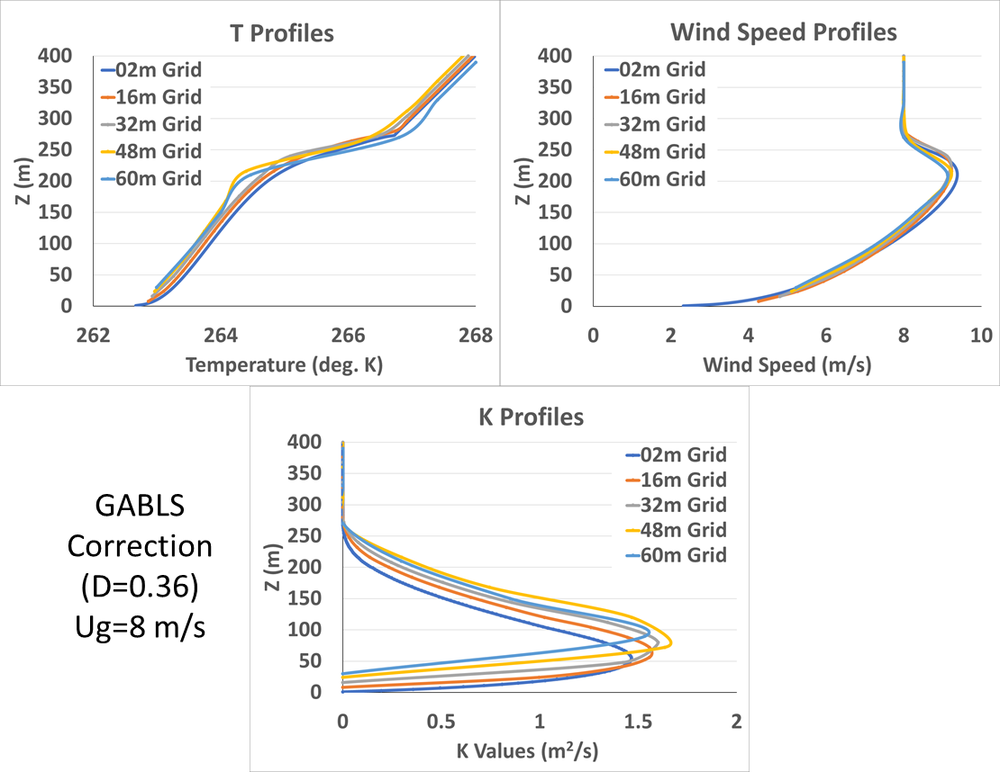 T Profiles
400
350
300
250
200
150
100
50
0
Z (m)
02m Grid
16m Grid
32m Grid
48m Grid
60m Grid
262 264 266 268
Temperature (deg. K)
Wind Speed Profiles
400
350
300
250
200
150
100
50
0
Z (m)
02m Grid
16m Grid
32m Grid
48m Grid
60m Grid
0 2 4 6 8 10
Wind Speed (m/s)
GABLS
Correction
(D=0.36)
Ug=8 m/s
K Profiles
400
350
300
250
200
150
100
50
0
Z (m)
02m Grid
16m Grid
32m Grid
48m Grid
60m Grid
0 0.5 1 1.5 2
K Values (m²/s)